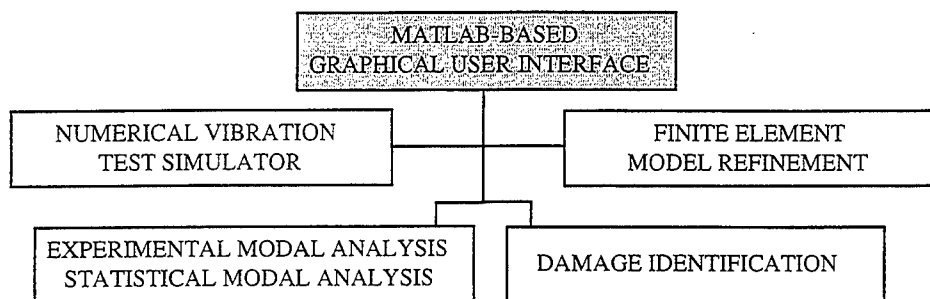 MATLAB-BASED
GRAPHICAL USER INTERFACE
NUMERICAL VIBRATION
TEST SIMULATOR
FINITE ELEMENT
MODEL REFINEMENT
EXPERIMENTAL MODAL ANALYSIS
STATISTICAL MODAL ANALYSIS
DAMAGE IDENTIFICATION